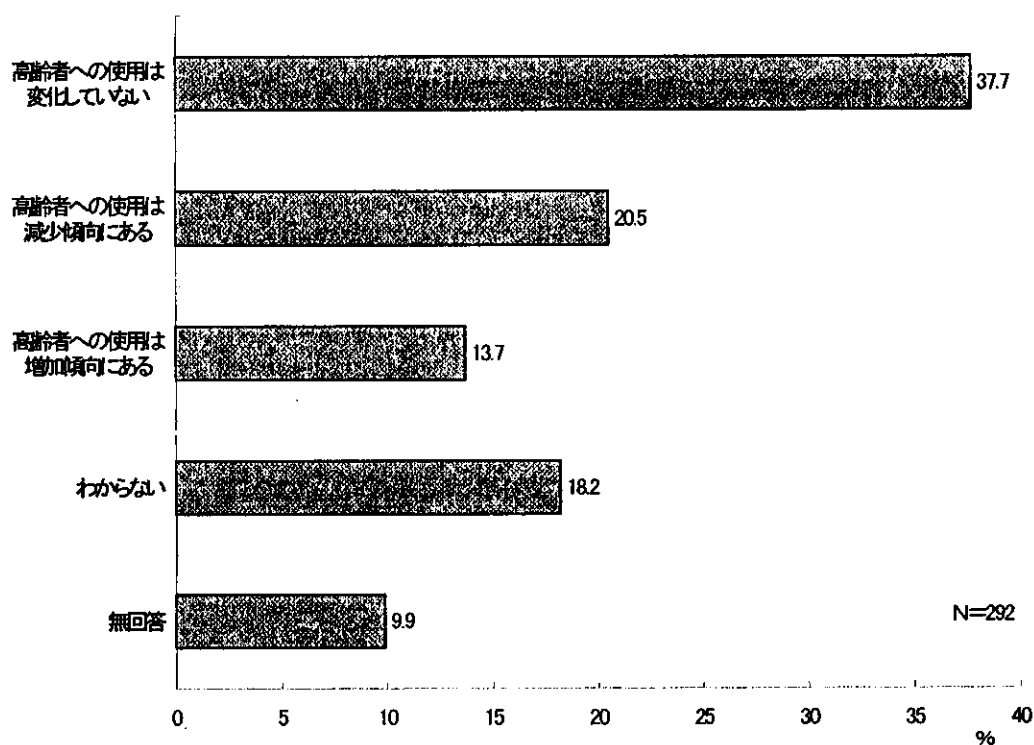 高齢者への使用は
変化していない
37.7
高齢者への使用は
減少傾向にある
20.5
高齢者への使用は
増加傾向にある
13.7
わからない
18.2
無回答
9.9
N=292
0 5 10 15 20 25 30 35 40
%